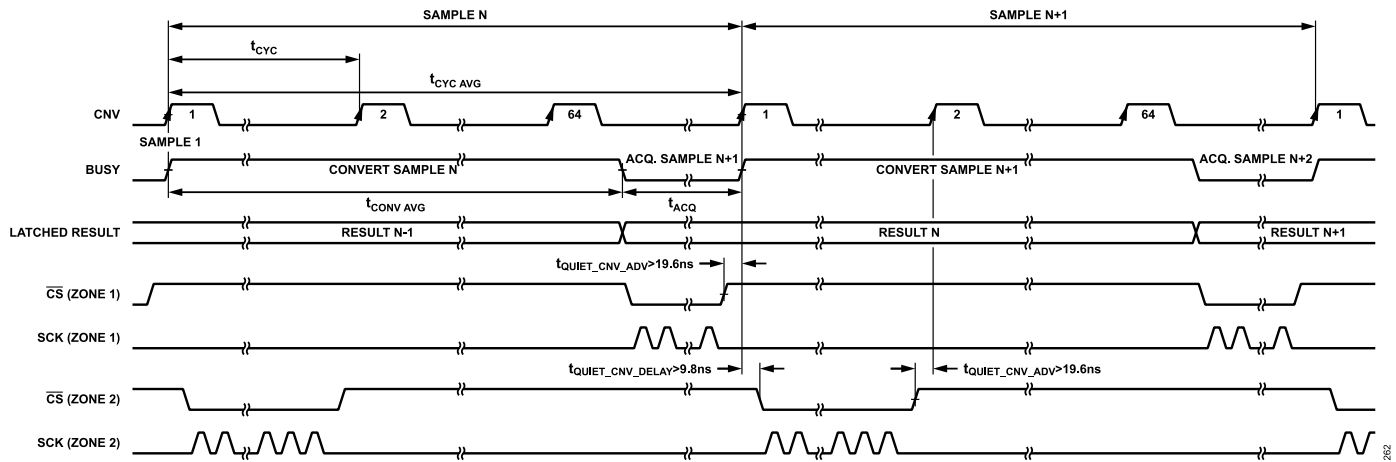 SAMPLE N
SAMPLE N+1
tCYC
tCYC AVG
CNV
1
2
64
1
2
64
1
SAMPLE 1
BUSY
CONVERT SAMPLE N
ACQ. SAMPLE N+1
CONVERT SAMPLE N+1
ACQ. SAMPLE N+2
tCONV AVG
tACQ
LATCHED RESULT
RESULT N-1
RESULT N
RESULT N+1
tQUIET_CNV_ADV>19.6ns
CS (ZONE 1)
SCK (ZONE 1)
tQUIET_CNV_DELAY>9.8ns
tQUIET_CNV_ADV>19.6ns
CS (ZONE 2)
SCK (ZONE 2)
262